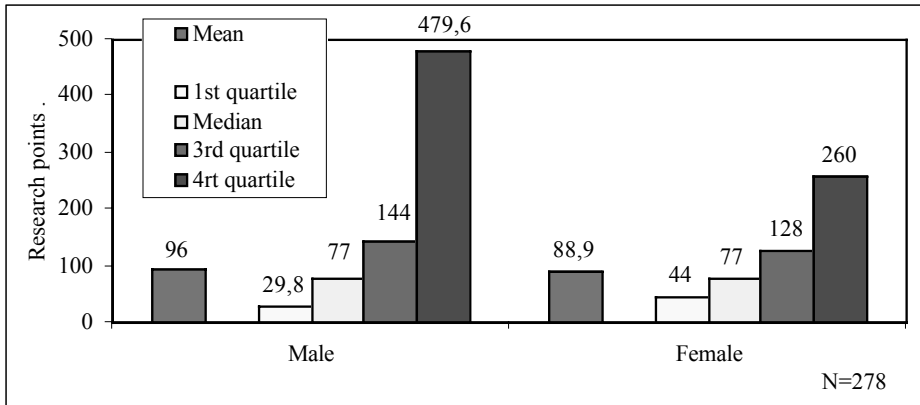 Research points .
500
400
300
200
100
0
Mean
1st quartile
Median
3rd quartile
4rt quartile
96
29,8
77
144
479,6
88,9
44
77
128
260
Male
Female
N=278